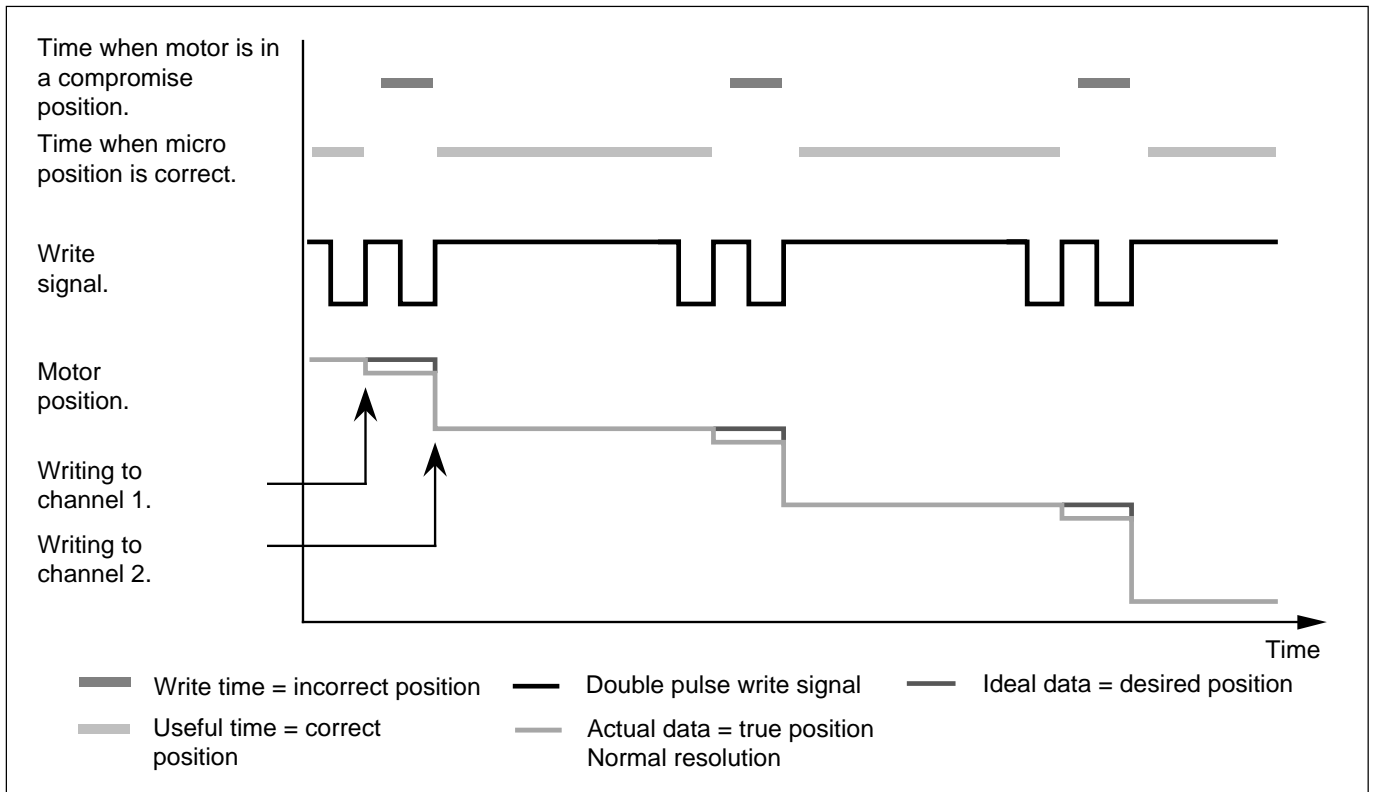 Time when motor is in
a compromise
position.
Time when micro
position is correct.
Write
signal.
Motor
position.
Writing to
channel 1.
Writing to
channel 2.
Time
Write time = incorrect position
Double pulse write signal
Ideal data = desired position
Useful time = correct
position
Actual data = true position
Normal resolution